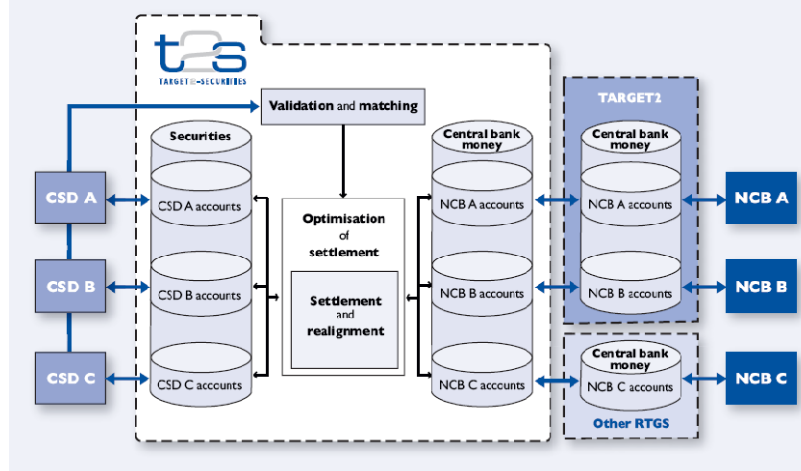 t2s
TARGET2-SECURITIES
Validation and matching
TARGET2
Securities
Central bank
money
Central bank
money
CSD A
CSD A accounts
Optimisation
of
settlement
NCB A accounts
NCB A accounts
NCB A
CSD B
CSD B accounts
Settlement
and
realignment
NCB B accounts
NCB B accounts
NCB B
CSD C
CSD C accounts
NCB C accounts
Central bank
money
NCB C accounts
NCB C
Other RTGS